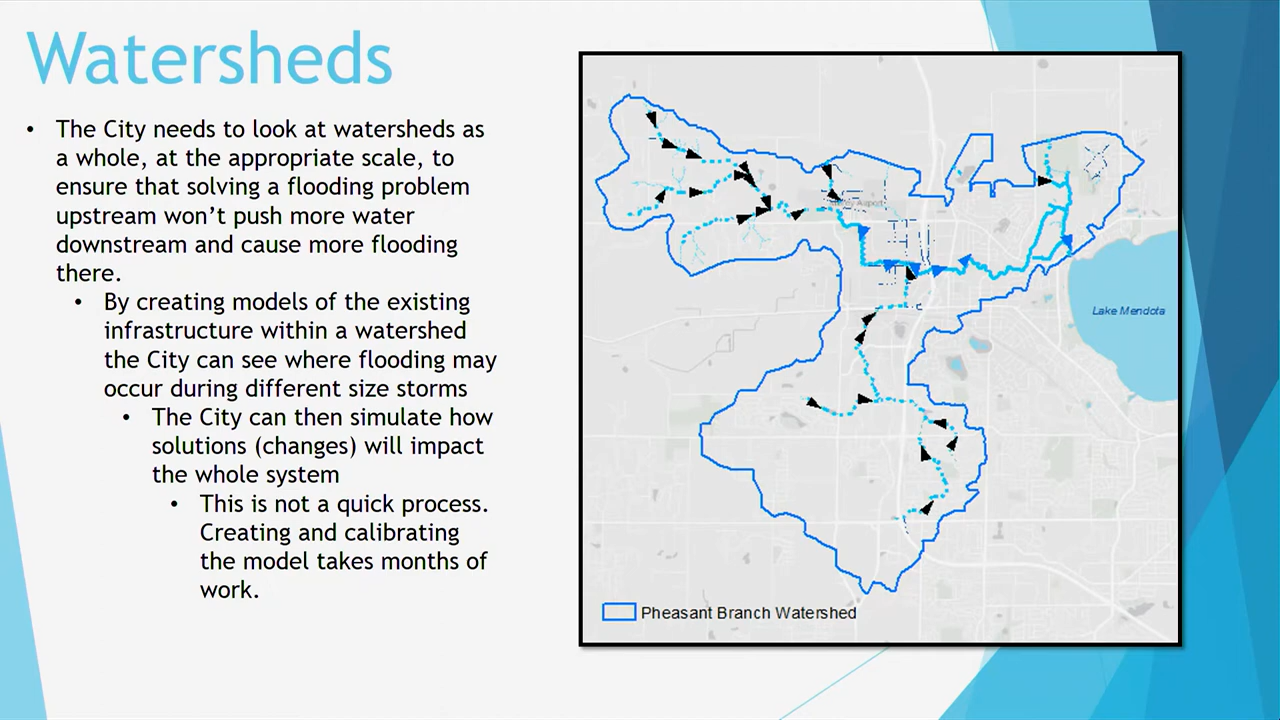 Watersheds
• The City needs to look at watersheds as
a whole, at the appropriate scale, to
ensure that solving a flooding problem
upstream won’t push more water
downstream and cause more flooding
there.
• By creating models of the existing
infrastructure within a watershed
the City can see where flooding may
occur during different size storms
• The City can then simulate how
solutions (changes) will impact
the whole system
• This is not a quick process.
Creating and calibrating
the model takes months of
work.
Airport
Lake Mendota
Pheasant Branch Watershed